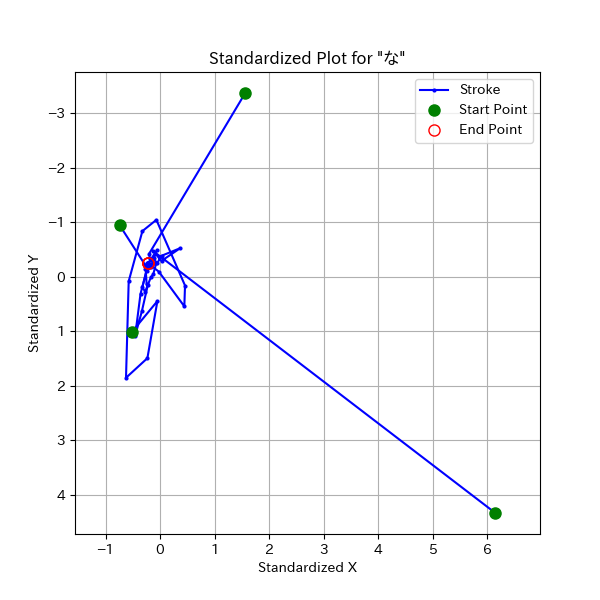 Standardized Plot for "な"
Stroke
Start Point
End Point
Standardized Y
−3
−2
−1
0
1
2
3
4
−1 0 1 2 3 4 5 6
Standardized X